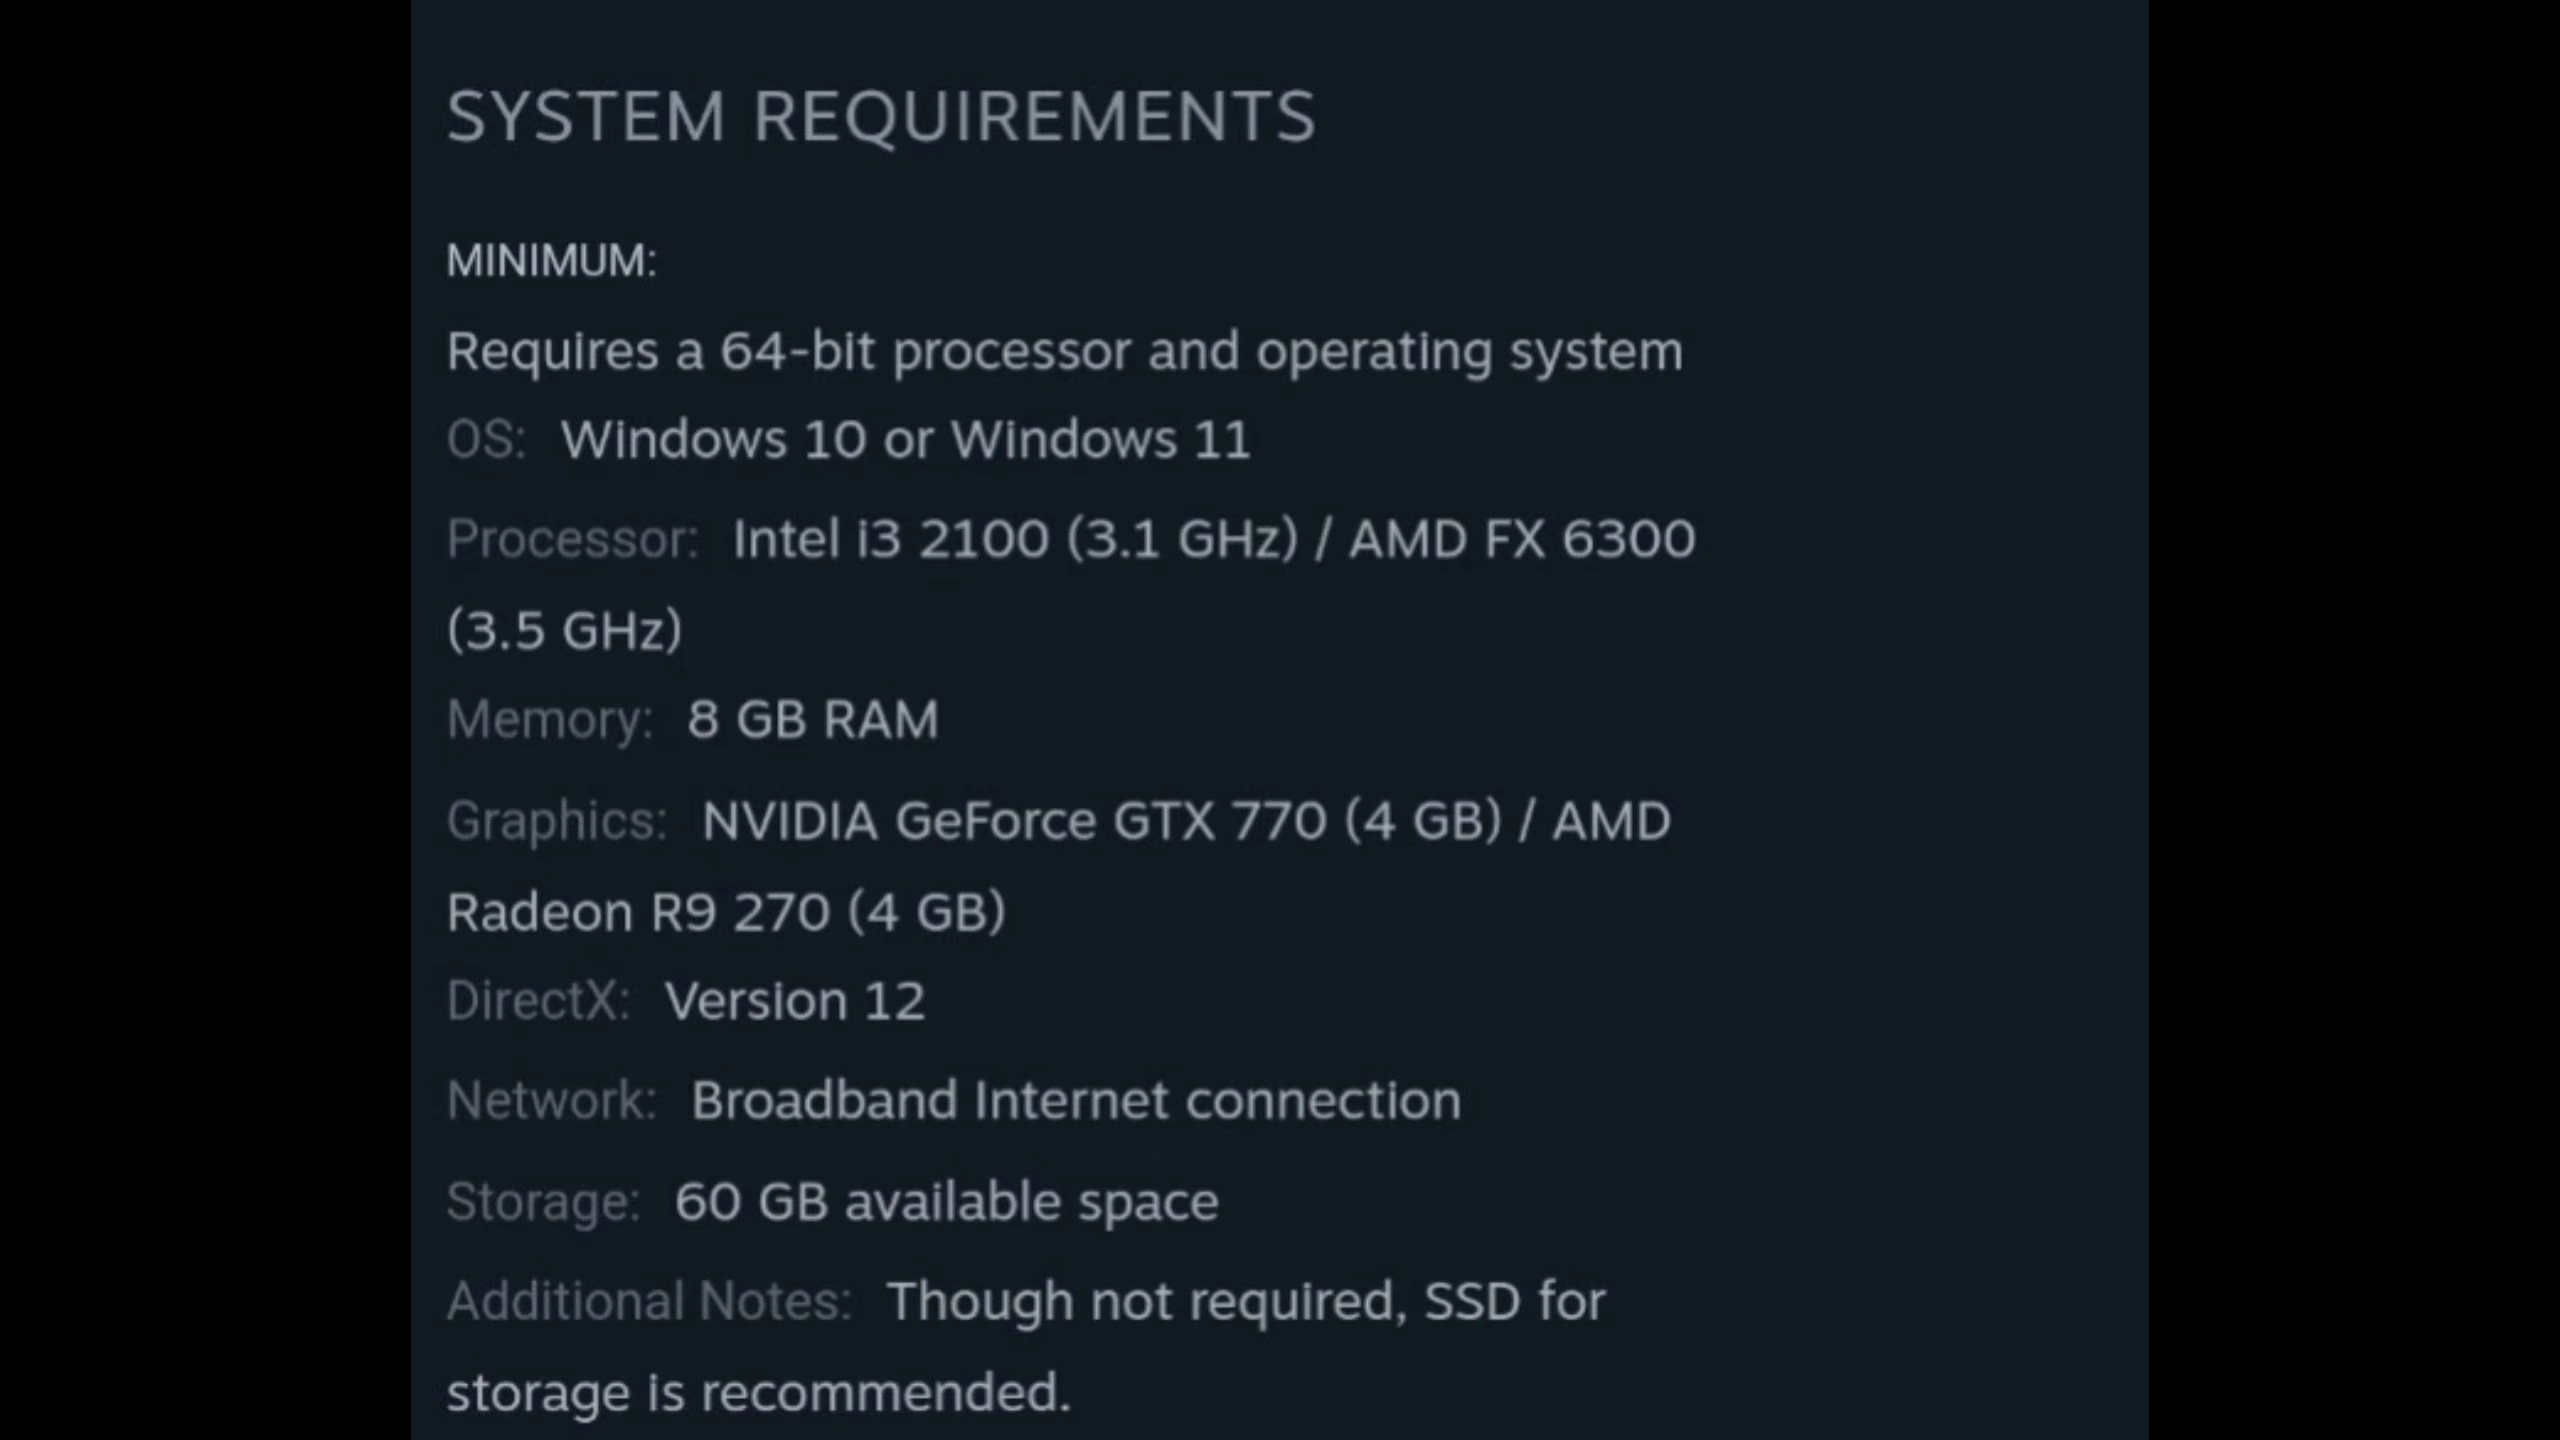 SYSTEM REQUIREMENTS
MINIMUM:
Requires a 64-bit processor and operating system
OS: Windows 10 or Windows 11
Processor: Intel i3 2100 (3.1 GHz) / AMD FX 6300
(3.5 GHz)
Memory: 8 GB RAM
Graphics: NVIDIA GeForce GTX 770 (4 GB) / AMD
Radeon R9 270 (4 GB)
DirectX: Version 12
Network: Broadband Internet connection
Storage: 60 GB available space
Additional Notes: Though not required, SSD for
storage is recommended.